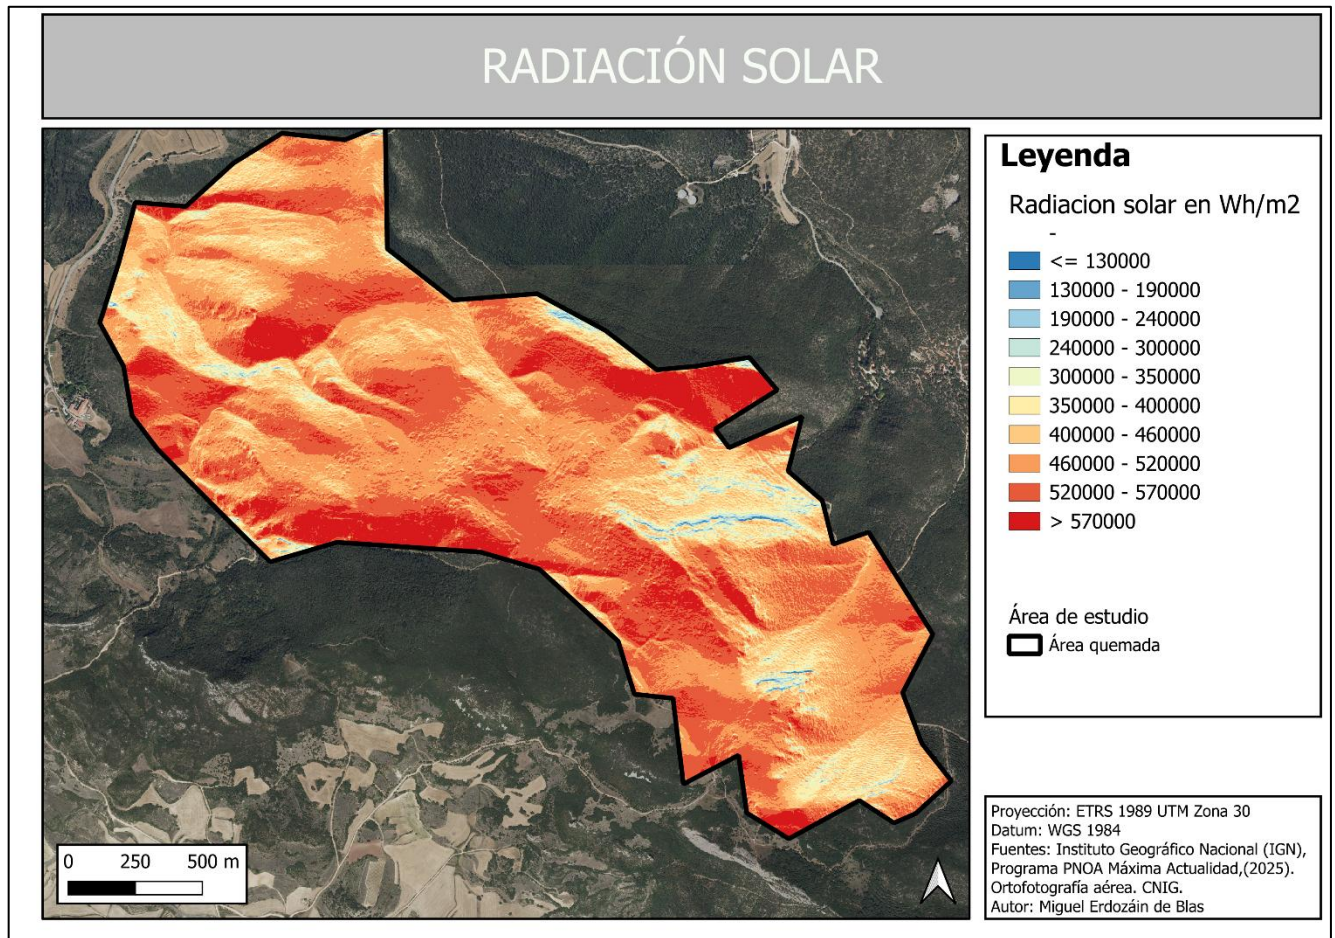 RADIACIÓN SOLAR
Leyenda
Radiacion solar en Wh/m2
-
<= 130000
130000 - 190000
190000 - 240000
240000 - 300000
300000 - 350000
350000 - 400000
400000 - 460000
460000 - 520000
520000 - 570000
> 570000
Área de estudio
Área quemada
0 250 500 m
Proyección: ETRS 1989 UTM Zona 30
Datum: WGS 1984
Fuentes: Instituto Geográfico Nacional (IGN),
Programa PNOA Máxima Actualidad,(2025).
Ortofotografía aérea. CNIG.
Autor: Miguel Erdozáin de Blas